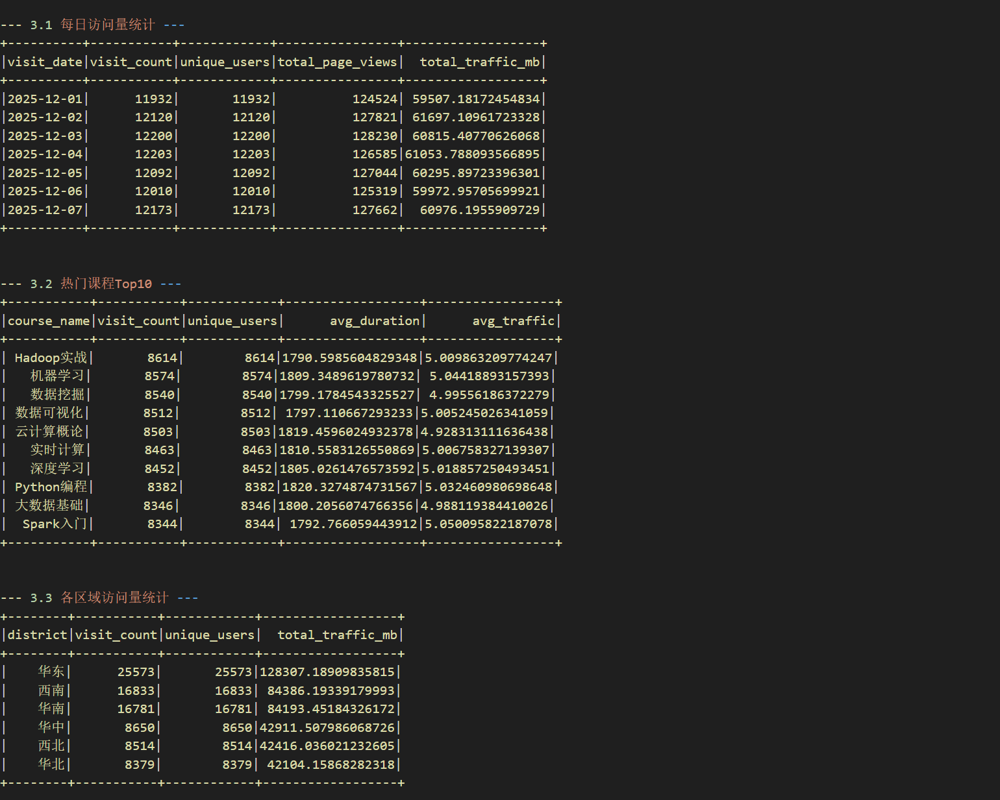 --- 3.1 每日访问量统计 ---
+----------+-----------+------------+----------------+------------------+
|visit_date|visit_count|unique_users|total_page_views|  total_traffic_mb|
+----------+-----------+------------+----------------+------------------+
|2025-12-01|      11932|       11932|          124524| 59507.18172454834|
|2025-12-02|      12120|       12120|          127821| 61697.10961723328|
|2025-12-03|      12200|       12200|          128230| 60815.40770626068|
|2025-12-04|      12203|       12203|          126585|61053.788093566895|
|2025-12-05|      12092|       12092|          127044| 60295.89723396301|
|2025-12-06|      12010|       12010|          125319| 59972.95705699921|
|2025-12-07|      12173|       12173|          127662|  60976.1955909729|
+----------+-----------+------------+----------------+------------------+
--- 3.2 热门课程Top10 ---
+-----------+-----------+------------+------------------+-----------------+
|course_name|visit_count|unique_users|      avg_duration|      avg_traffic|
+-----------+-----------+------------+------------------+-----------------+
| Hadoop实战|       8614|        8614|1790.5985604829348|5.009863209774247|
|   机器学习|       8574|        8574|1809.3489619780732| 5.04418893157393|
|   数据挖掘|       8540|        8540|1799.1784543325527| 4.99556186372279|
| 数据可视化|       8512|        8512| 1797.110667293233|5.005245026341059|
| 云计算概论|       8503|        8503|1819.4596024932378|4.928313111636438|
|   实时计算|       8463|        8463|1810.5583126550869|5.006758327139307|
|   深度学习|       8452|        8452|1805.0261476573592|5.018857250493451|
| Python编程|       8382|        8382|1820.3274874731567|5.032460980698648|
| 大数据基础|       8346|        8346|1800.2056074766356|4.988119384410026|
|  Spark入门|       8344|        8344| 1792.766059443912|5.050095822187078|
+-----------+-----------+------------+------------------+-----------------+
--- 3.3 各区域访问量统计 ---
+--------+-----------+------------+------------------+
|district|visit_count|unique_users|  total_traffic_mb|
+--------+-----------+------------+------------------+
|    华东|      25573|       25573|128307.18909835815|
|    西南|      16833|       16833| 84386.19339179993|
|    华南|      16781|       16781| 84193.45184326172|
|    华中|       8650|        8650|42911.507986068726|
|    西北|       8514|        8514|42416.036021232605|
|    华北|       8379|        8379| 42104.15868282318|
+--------+-----------+------------+------------------+